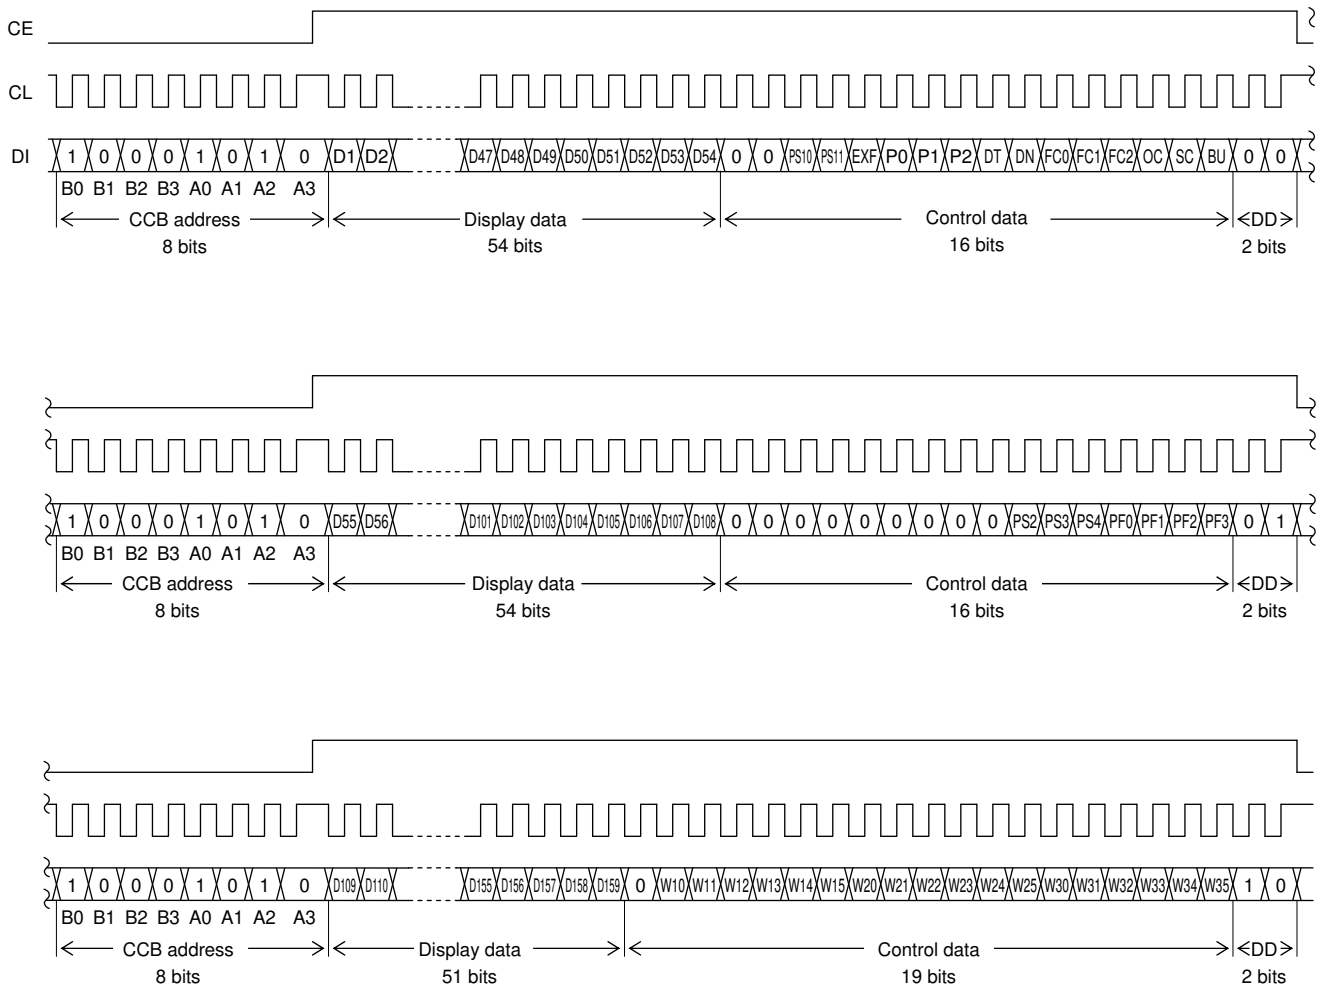 CE
CL
DI 1 0 0 0 1 0 1 0 D1 D2 D47 D48 D49 D50 D51 D52 D53 D54 0 0 PS10 PS11 EXF P0 P1 P2 DT DN FC0 FC1 FC2 OC SC BU 0 0
B0 B1 B2 B3 A0 A1 A2 A3
CCB address Display data Control data DD
8 bits 54 bits 16 bits 2 bits
1 0 0 0 1 0 1 0 D55 D56 D101 D102 D103 D104 D105 D106 D107 D108 0 0 0 0 0 0 0 0 0 PS2 PS3 PS4 PF0 PF1 PF2 PF3 0 1
B0 B1 B2 B3 A0 A1 A2 A3
CCB address Display data Control data DD
8 bits 54 bits 16 bits 2 bits
1 0 0 0 1 0 1 0 D109 D110 D155 D156 D157 D158 D159 0 W10 W11 W12 W13 W14 W15 W20 W21 W22 W23 W24 W25 W30 W31 W32 W33 W34 W35 1 0
B0 B1 B2 B3 A0 A1 A2 A3
CCB address Display data Control data DD
8 bits 51 bits 19 bits 2 bits